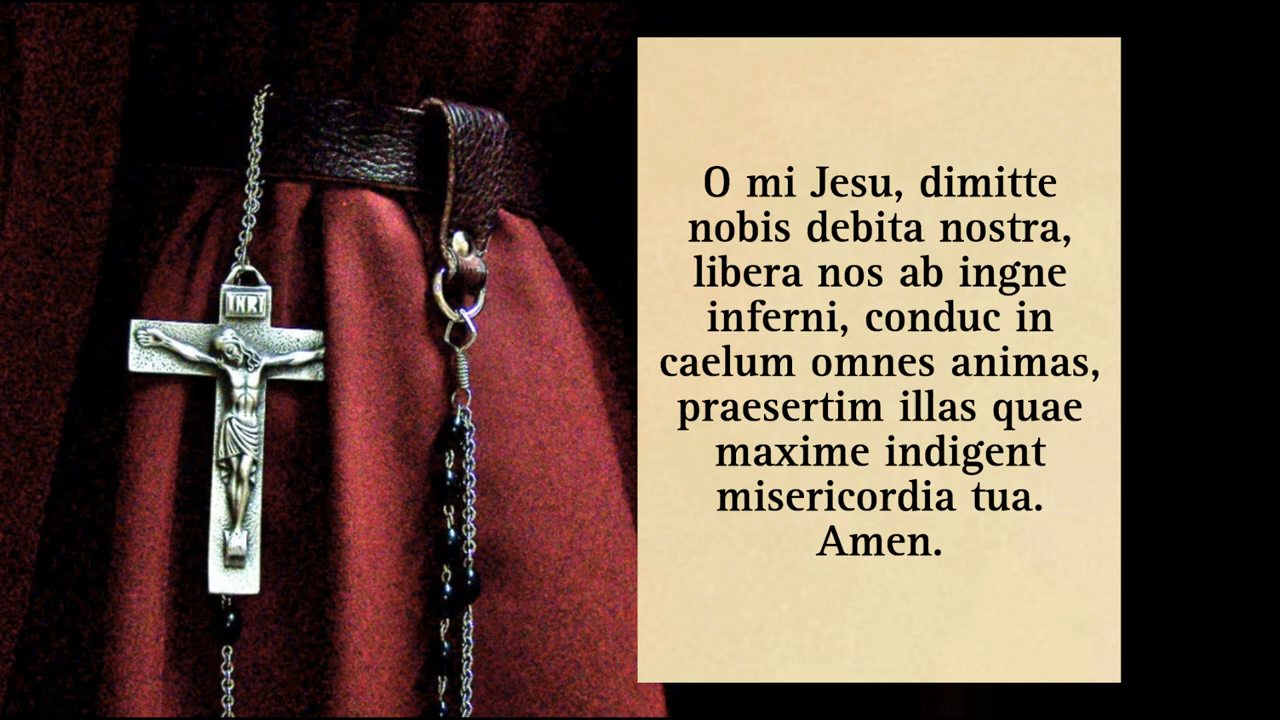 INRI
O mi Jesu, dimitte
nobis debita nostra,
libera nos ab ingne
inferni, conduc in
caelum omnes animas,
praesertim illas quae
maxime indigent
misericordia tua.
Amen.